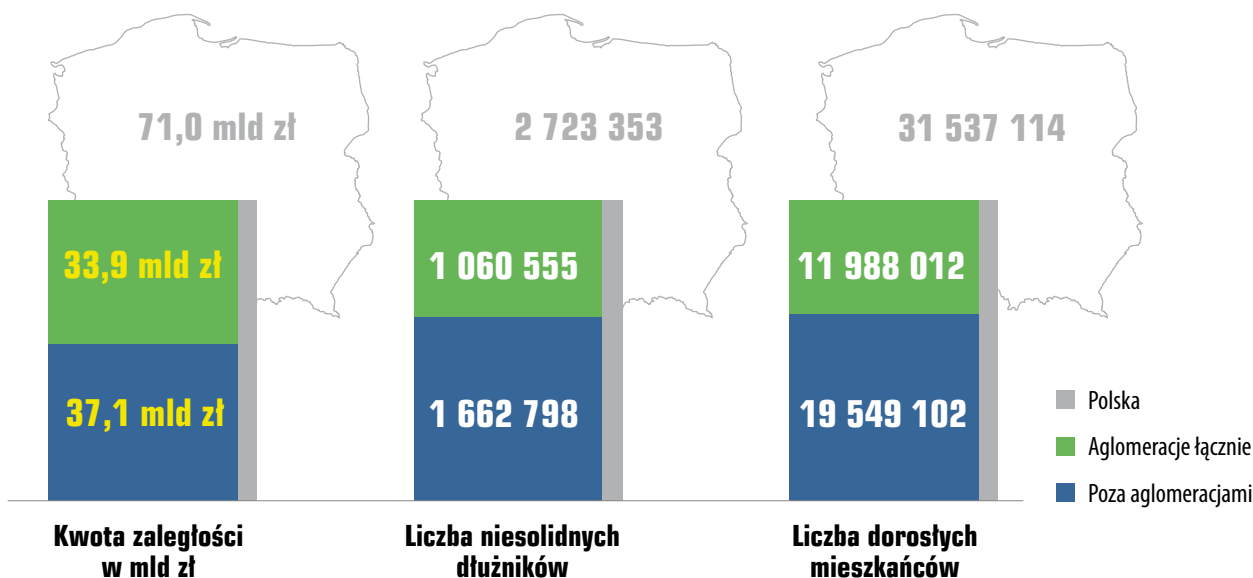 71,0 mld zł
2 723 353
31 537 114
33,9 mld zł
1 060 555
11 988 012
37,1 mld zł
1 662 798
19 549 102
Polska
Aglomeracje łącznie
Poza aglomeracjami
Kwota zaległości
w mld zł
Liczba niesolidnych
dłużników
Liczba dorosłych
mieszkańców